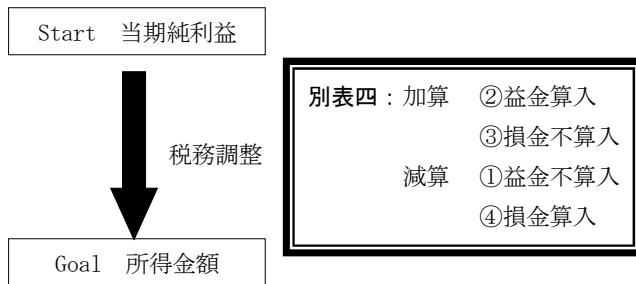 Start 当期純利益
税務調整
Goal 所得金額
別表四：加算 ②益金算入
③損金不算入
減算 ①益金不算入
④損金算入